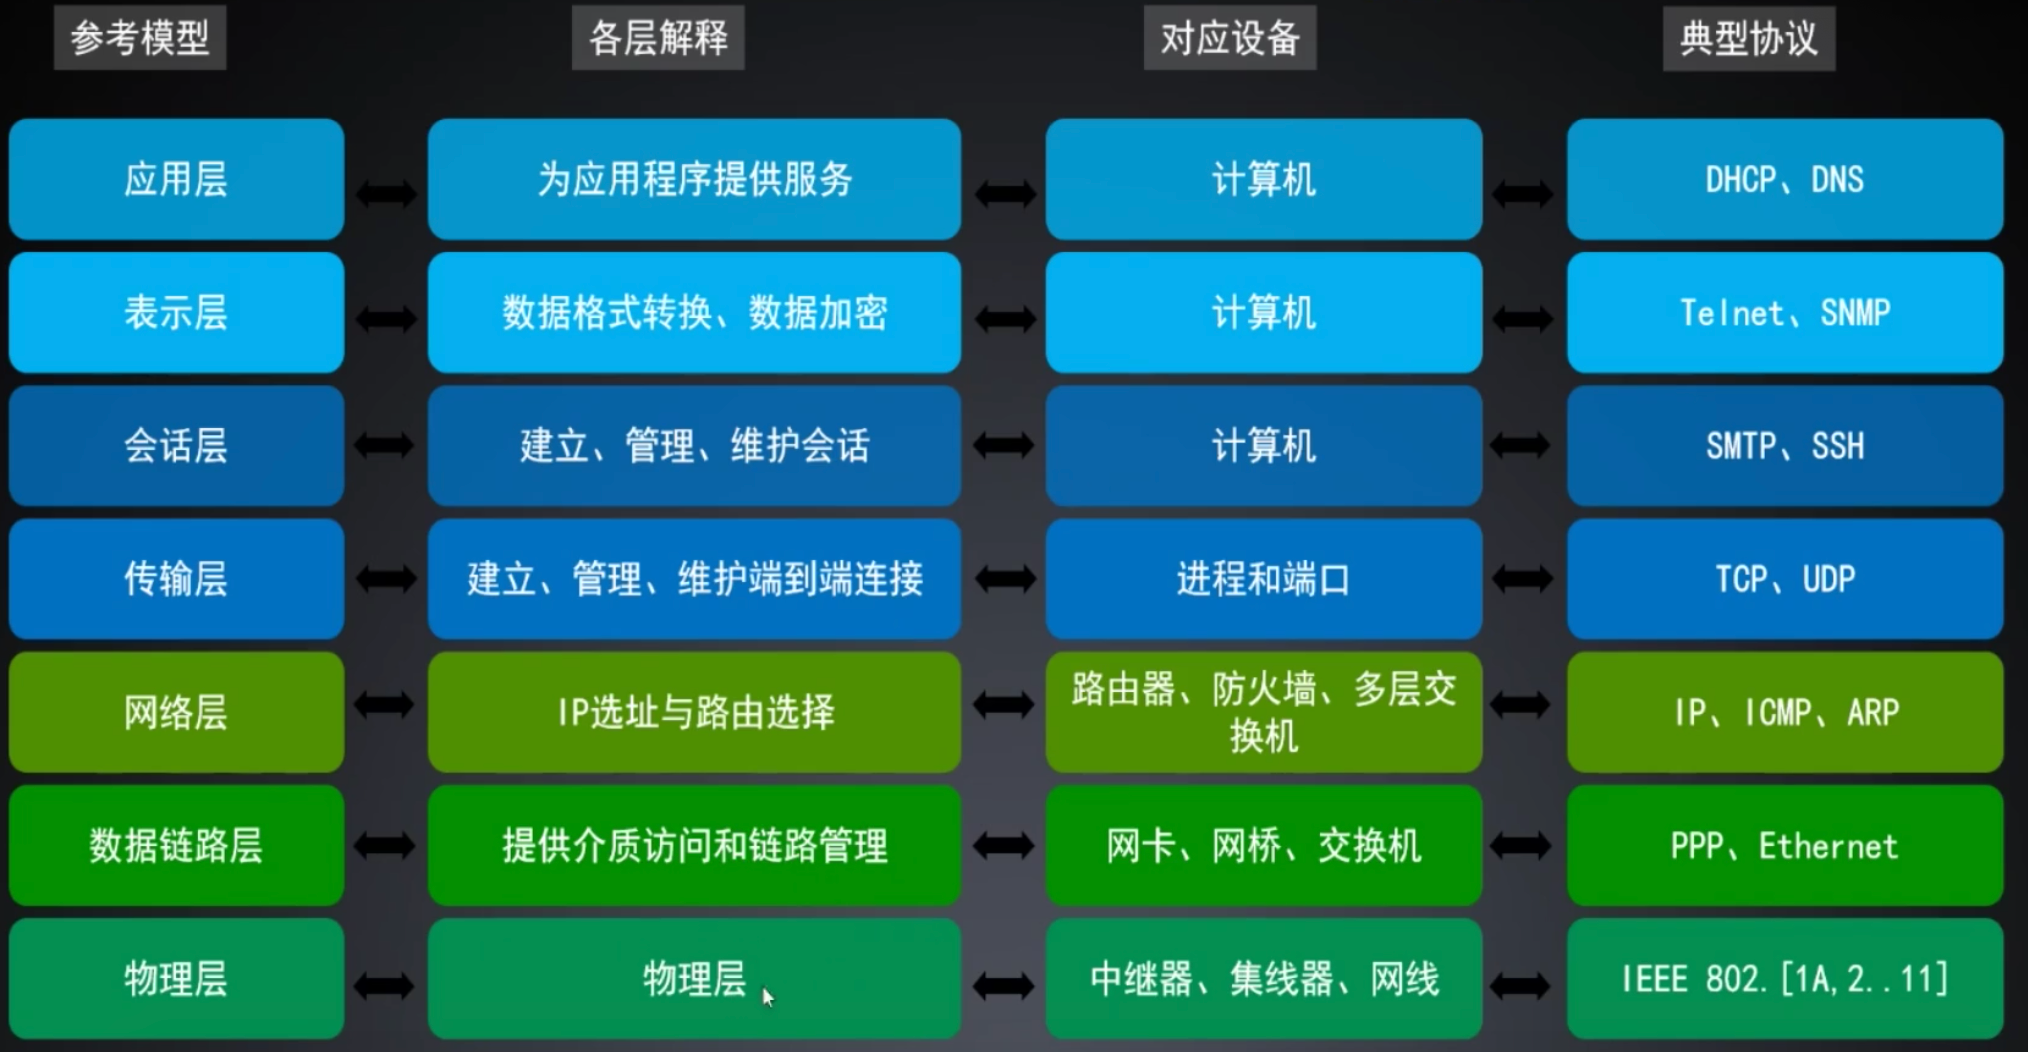 参考模型
各层解释
对应设备
典型协议
应用层
为应用程序提供服务
计算机
DHCP、DNS
表示层
数据格式转换、数据加密
计算机
Telnet、SNMP
会话层
建立、管理、维护会话
计算机
SMTP、SSH
传输层
建立、管理、维护端到端连接
进程和端口
TCP、UDP
网络层
IP选址与路由选择
路由器、防火墙、多层交
换机
IP、ICMP、ARP
数据链路层
提供介质访问和链路管理
网卡、网桥、交换机
PPP、Ethernet
物理层
物理层
中继器、集线器、网线
IEEE 802.[1A,2..11]